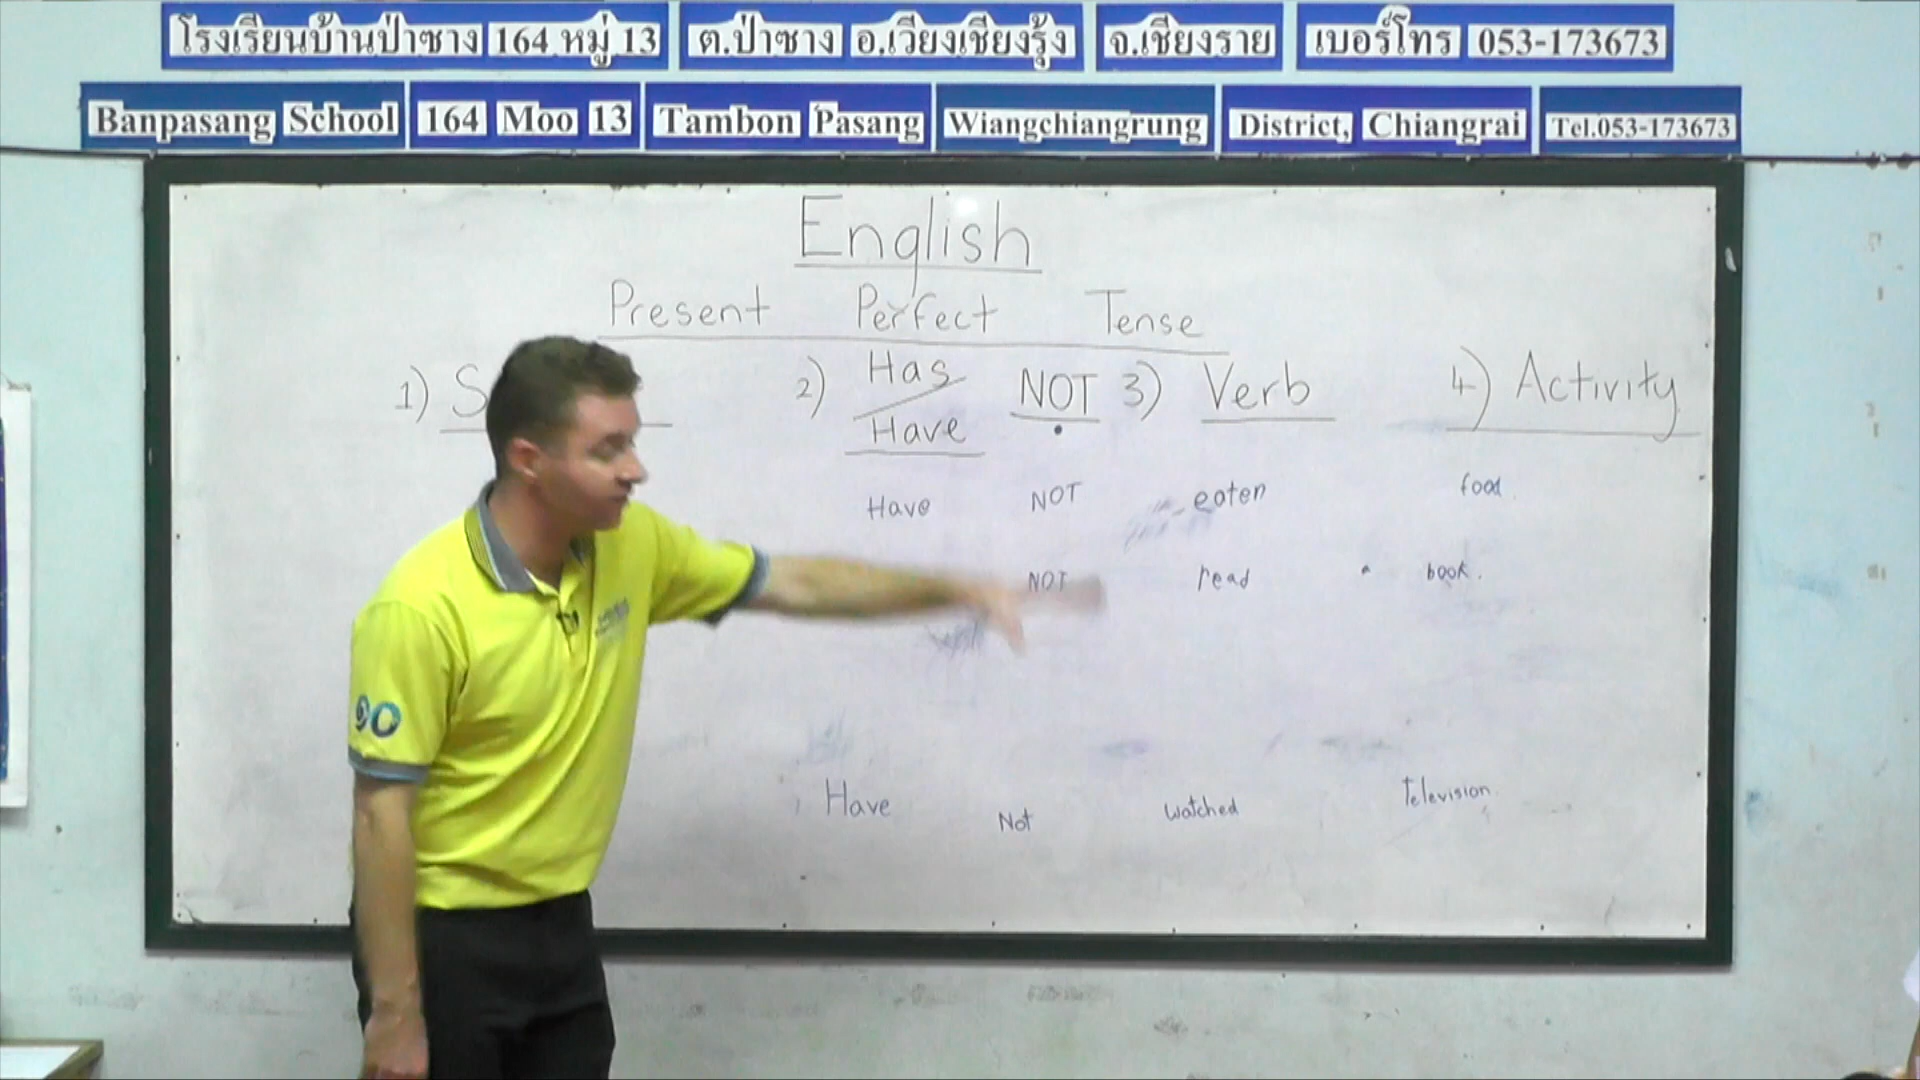 โรงเรียนบ้านป่าซาง 164 หมู่ 13 ต.ป่าซาง อ.เวียงเชียงรุ้ง จ.เชียงราย เบอร์โทร 053-173673
Banpasang School 164 Moo 13 Tambon Pasang Wiangchiangrung District, Chiangrai Tel.053-173673
English
Present Perfect Tense
1) S 2) Has/Have NOT 3) Verb 4) Activity
Have NOT eaten food.
NOT read a book.
Have Not watched Television.
๑๐